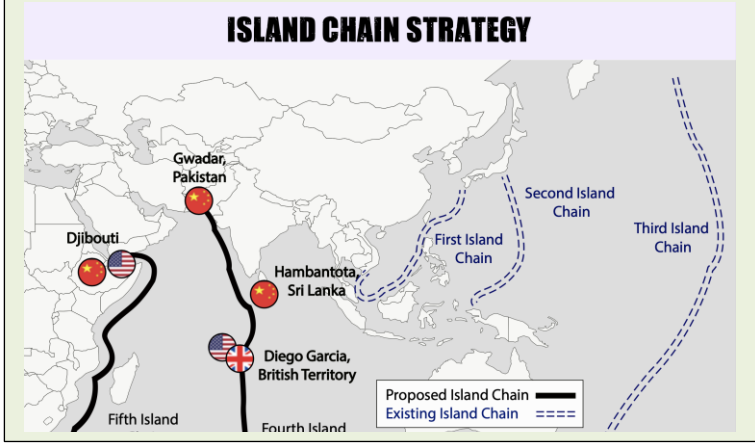 ISLAND CHAIN STRATEGY
Gwadar,
Pakistan
Djibouti
Hambantota,
Sri Lanka
Diego Garcia,
British Territory
First Island
Chain
Second Island
Chain
Third Island
Chain
Fifth Island
Fourth Island
Proposed Island Chain
Existing Island Chain